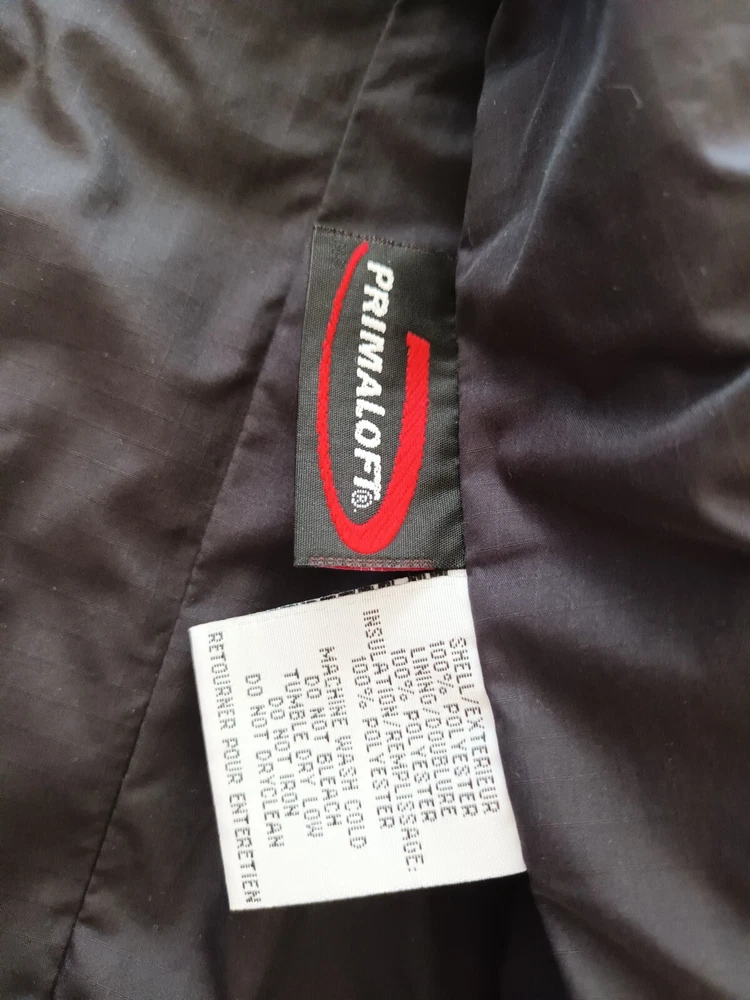 PRIMALOFT®
SHELL/EXTERIEUR
100% POLYESTER
LINING/DOUBLURE
100% POLYESTER
INSULATION/REMPLISSAGE:
100% POLYESTER
MACHINE WASH COLD
DO NOT BLEACH
TUMBLE DRY LOW
DO NOT IRON
DO NOT DRYCLEAN
RETOURNER POUR ENTERETIEN